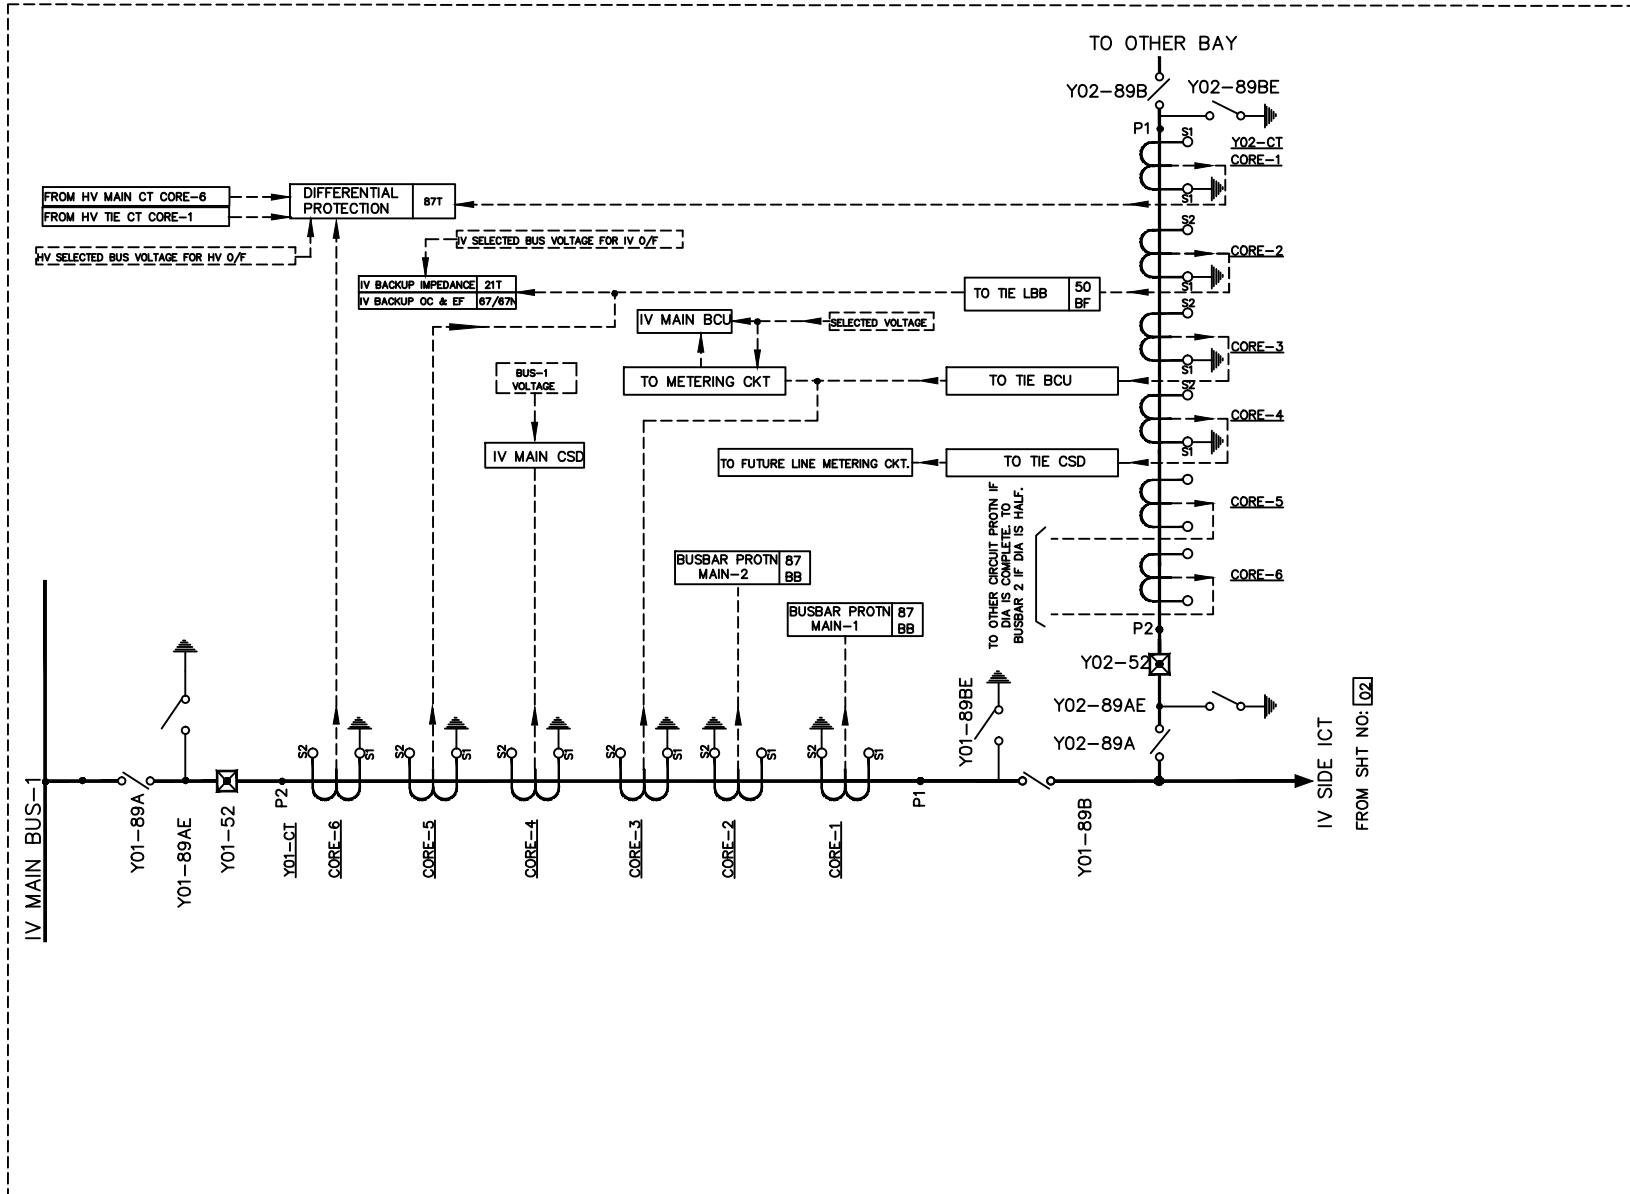 TO OTHER BAY
Y02-89B
Y02-89BE
P1
S1
Y02-CT
CORE-1
S1
FROM HV MAIN CT CORE-6
FROM HV TIE CT CORE-1
DIFFERENTIAL
PROTECTION
87T
HV SELECTED BUS VOLTAGE FOR HV O/F
IV SELECTED BUS VOLTAGE FOR IV O/F
S2
CORE-2
S1
IV BACKUP IMPEDANCE 21T
IV BACKUP OC & EF 67/67N
TO TIE LBB
50
BF
S2
IV MAIN BCU
SELECTED VOLTAGE
CORE-3
S1
BUS-1
VOLTAGE
TO METERING CKT
TO TIE BCU
S2
CORE-4
S1
IV MAIN CSD
TO FUTURE LINE METERING CKT.
TO TIE CSD
CORE-5
TO OTHER CIRCUIT PROTN IF
DIA IS COMPLETE. TO
BUSBAR 2 IF DIA IS HALF.
CORE-6
BUSBAR PROTN
MAIN-2
87
BB
BUSBAR PROTN
MAIN-1
87
BB
P2
Y02-52
Y02-89AE
Y02-89A
Y01-89BE
IV MAIN BUS-1
S2
S1
S2
S1
S2
S1
S2
S1
S2
S1
S2
S1
Y01-89A
Y01-89AE
Y01-52
P2
Y01-CT
CORE-6
CORE-5
CORE-4
CORE-3
CORE-2
CORE-1
P1
Y01-89B
IV SIDE ICT
FROM SHT NO: 02